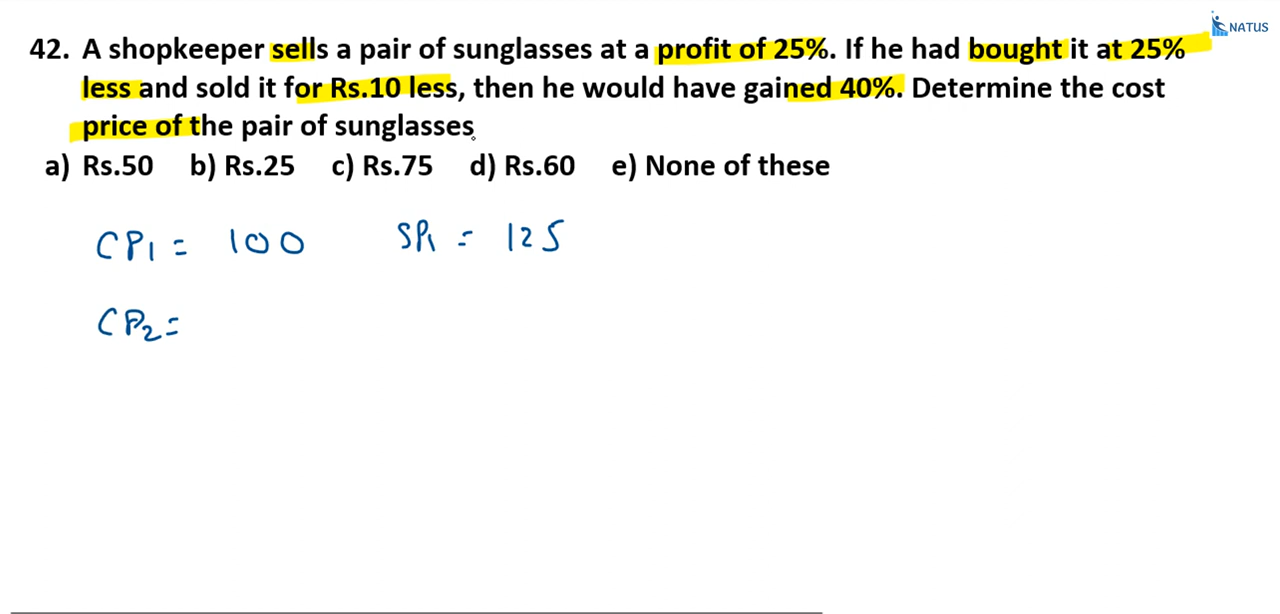 NATUS
42. A shopkeeper sells a pair of sunglasses at a profit of 25%. If he had bought it at 25%
less and sold it for Rs.10 less, then he would have gained 40%. Determine the cost
price of the pair of sunglasses
a) Rs.50 b) Rs.25 c) Rs.75 d) Rs.60 e) None of these
CP1 = 100 SP1 = 125
CP2 =